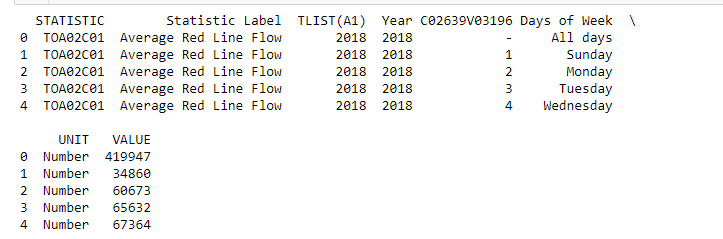 STATISTIC Statistic Label TLIST(A1) Year C02639V03196 Days of Week \
0 TOA02C01 Average Red Line Flow 2018 2018 - All days
1 TOA02C01 Average Red Line Flow 2018 2018 1 Sunday
2 TOA02C01 Average Red Line Flow 2018 2018 2 Monday
3 TOA02C01 Average Red Line Flow 2018 2018 3 Tuesday
4 TOA02C01 Average Red Line Flow 2018 2018 4 Wednesday
UNIT VALUE
0 Number 419947
1 Number 34860
2 Number 60673
3 Number 65632
4 Number 67364